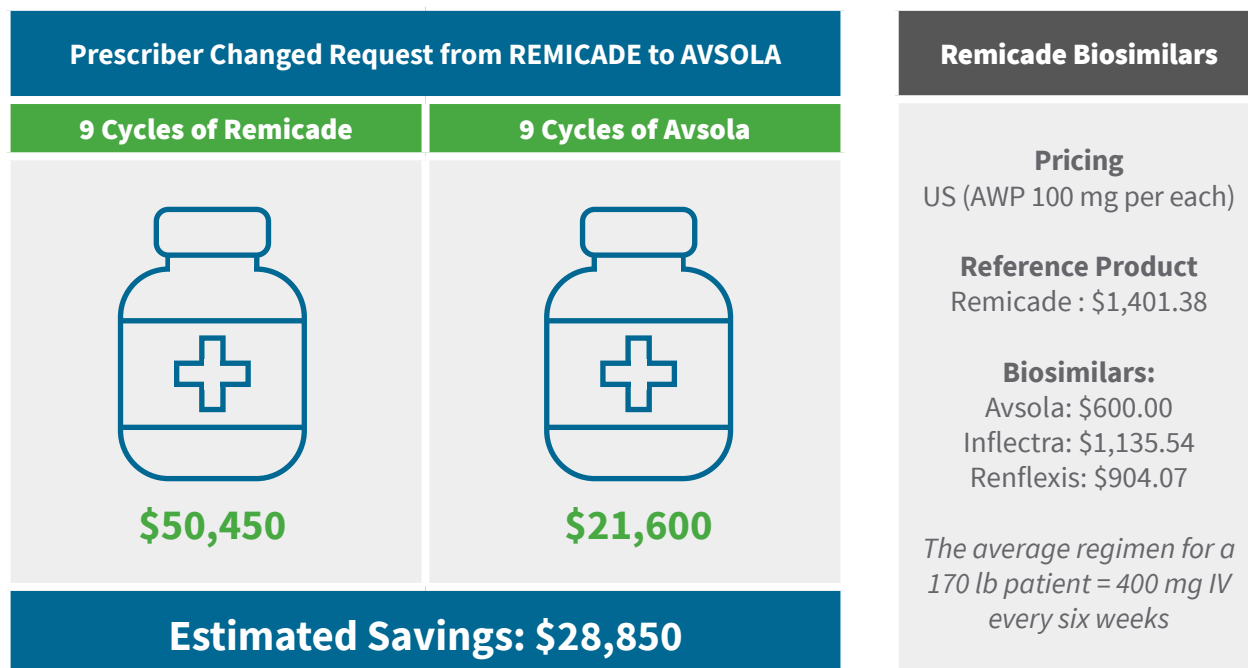 Prescriber Changed Request from REMICADE to AVSOLA
9 Cycles of Remicade
9 Cycles of Avsola
$50,450
$21,600
Estimated Savings: $28,850
Remicade Biosimilars
Pricing
US (AWP 100 mg per each)
Reference Product
Remicade : $1,401.38
Biosimilars:
Avsola: $600.00
Inflectra: $1,135.54
Renflexis: $904.07
The average regimen for a
170 lb patient = 400 mg IV
every six weeks